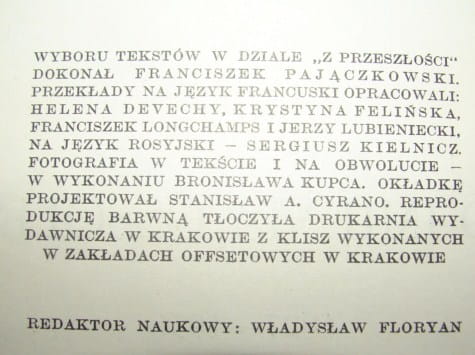 WYBORU TEKSTÓW W DZIALE „Z PRZESZŁOŚCI“
DOKONAŁ FRANCISZEK PAJĄCZKOWSKI.
PRZEKŁADY NA JĘZYK FRANCUSKI OPRACOWALI:
HELENA DEVECHY, KRYSTYNA FELIŃSKA,
FRANCISZEK LONGCHAMPS I JERZY LUBIENIECKI,
NA JĘZYK ROSYJSKI – SERGIUSZ KIELNICZ.
FOTOGRAFIA W TEKŚCIE I NA OBWOLUCIE –
W WYKONANIU BRONISŁAWA KUPCA. OKŁADKĘ
PROJEKTOWAŁ STANISŁAW A. CYRANO. REPRO-
DUKCJĘ BARWNĄ TŁOCZYŁA DRUKARNIA WY-
DAWNICZA W KRAKOWIE Z KLISZ WYKONANYCH
W ZAKŁADACH OFFSETOWYCH W KRAKOWIE
REDAKTOR NAUKOWY: WŁADYSŁAW FLORYAN